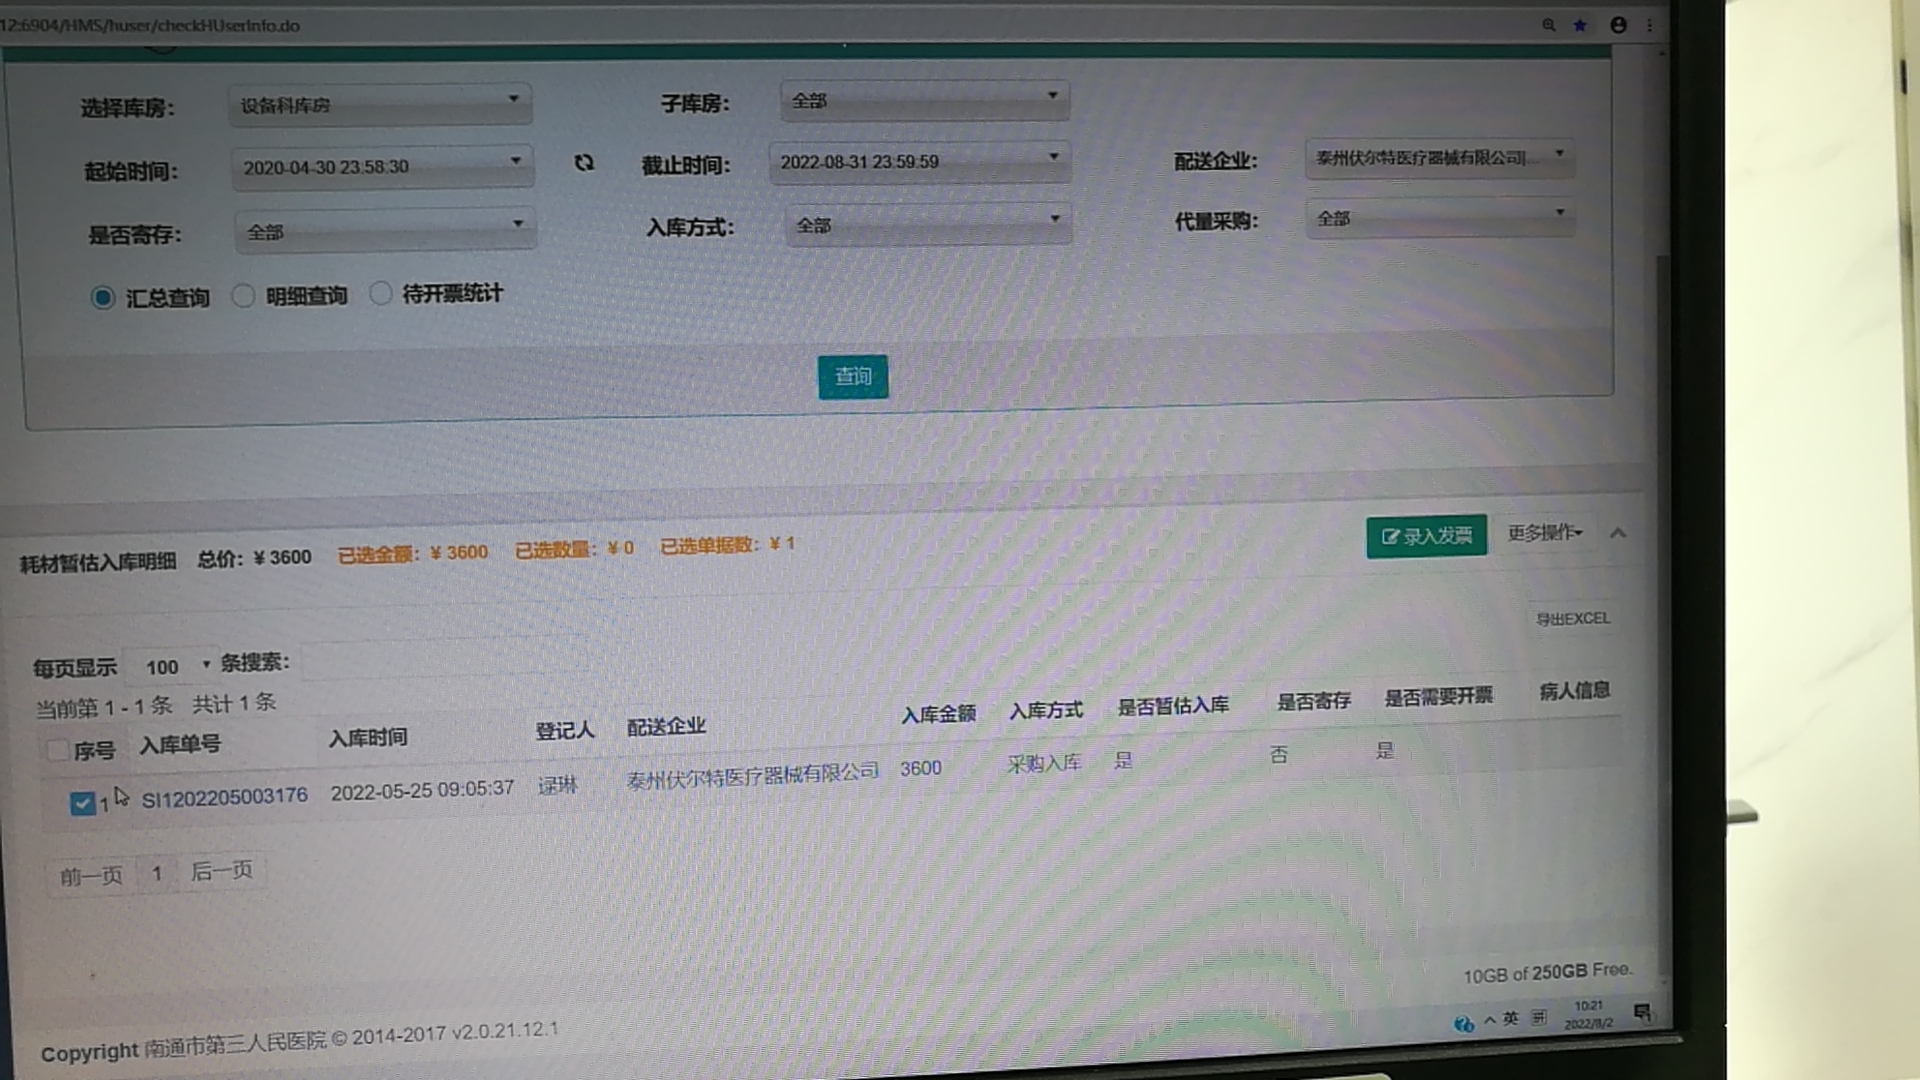 12:6904/HMS/huser/checkHUserInfo.do
选择库房： 设备科库房 子库房： 全部
起始时间： 2020-04-30 23:58:30 截止时间： 2022-08-31 23:59:59 配送企业： 泰州伏尔特医疗器械有限公司|...
是否寄存： 全部 入库方式： 全部 代量采购： 全部
汇总查询 明细查询 待开票统计
查询
耗材暂估入库明细 总价：¥ 3600 已选金额：¥ 3600 已选数量：¥ 0 已选单据数：¥ 1 录入发票 更多操作
导出EXCEL
每页显示 100 条搜索：
当前第 1 - 1 条 共计 1 条
序号 入库单号 入库时间 登记人 配送企业 入库金额 入库方式 是否暂估入库 是否寄存 是否需要开票 病人信息
1 SI1202205003176 2022-05-25 09:05:37 逯琳 泰州伏尔特医疗器械有限公司 3600 采购入库 是 否 是
前一页 1 后一页
10GB of 250GB Free.
Copyright 南通市第三人民医院 © 2014-2017 v2.0.21.12.1
英 拼 10:21
2022/8/2